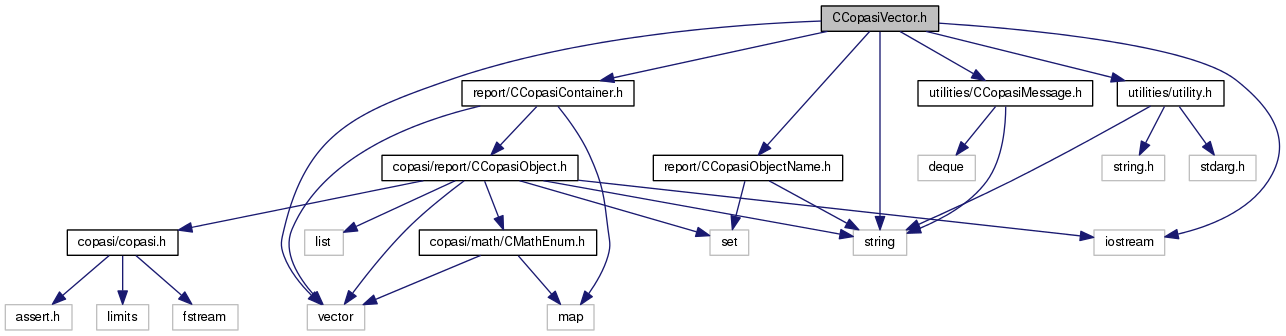 CCopasiVector.h
report/CCopasiContainer.h
utilities/CCopasiMessage.h
utilities/utility.h
copasi/report/CCopasiObject.h
report/CCopasiObjectName.h
deque
string.h
stdarg.h
copasi/copasi.h
list
copasi/math/CMathEnum.h
set
string
iostream
assert.h
limits
fstream
vector
map